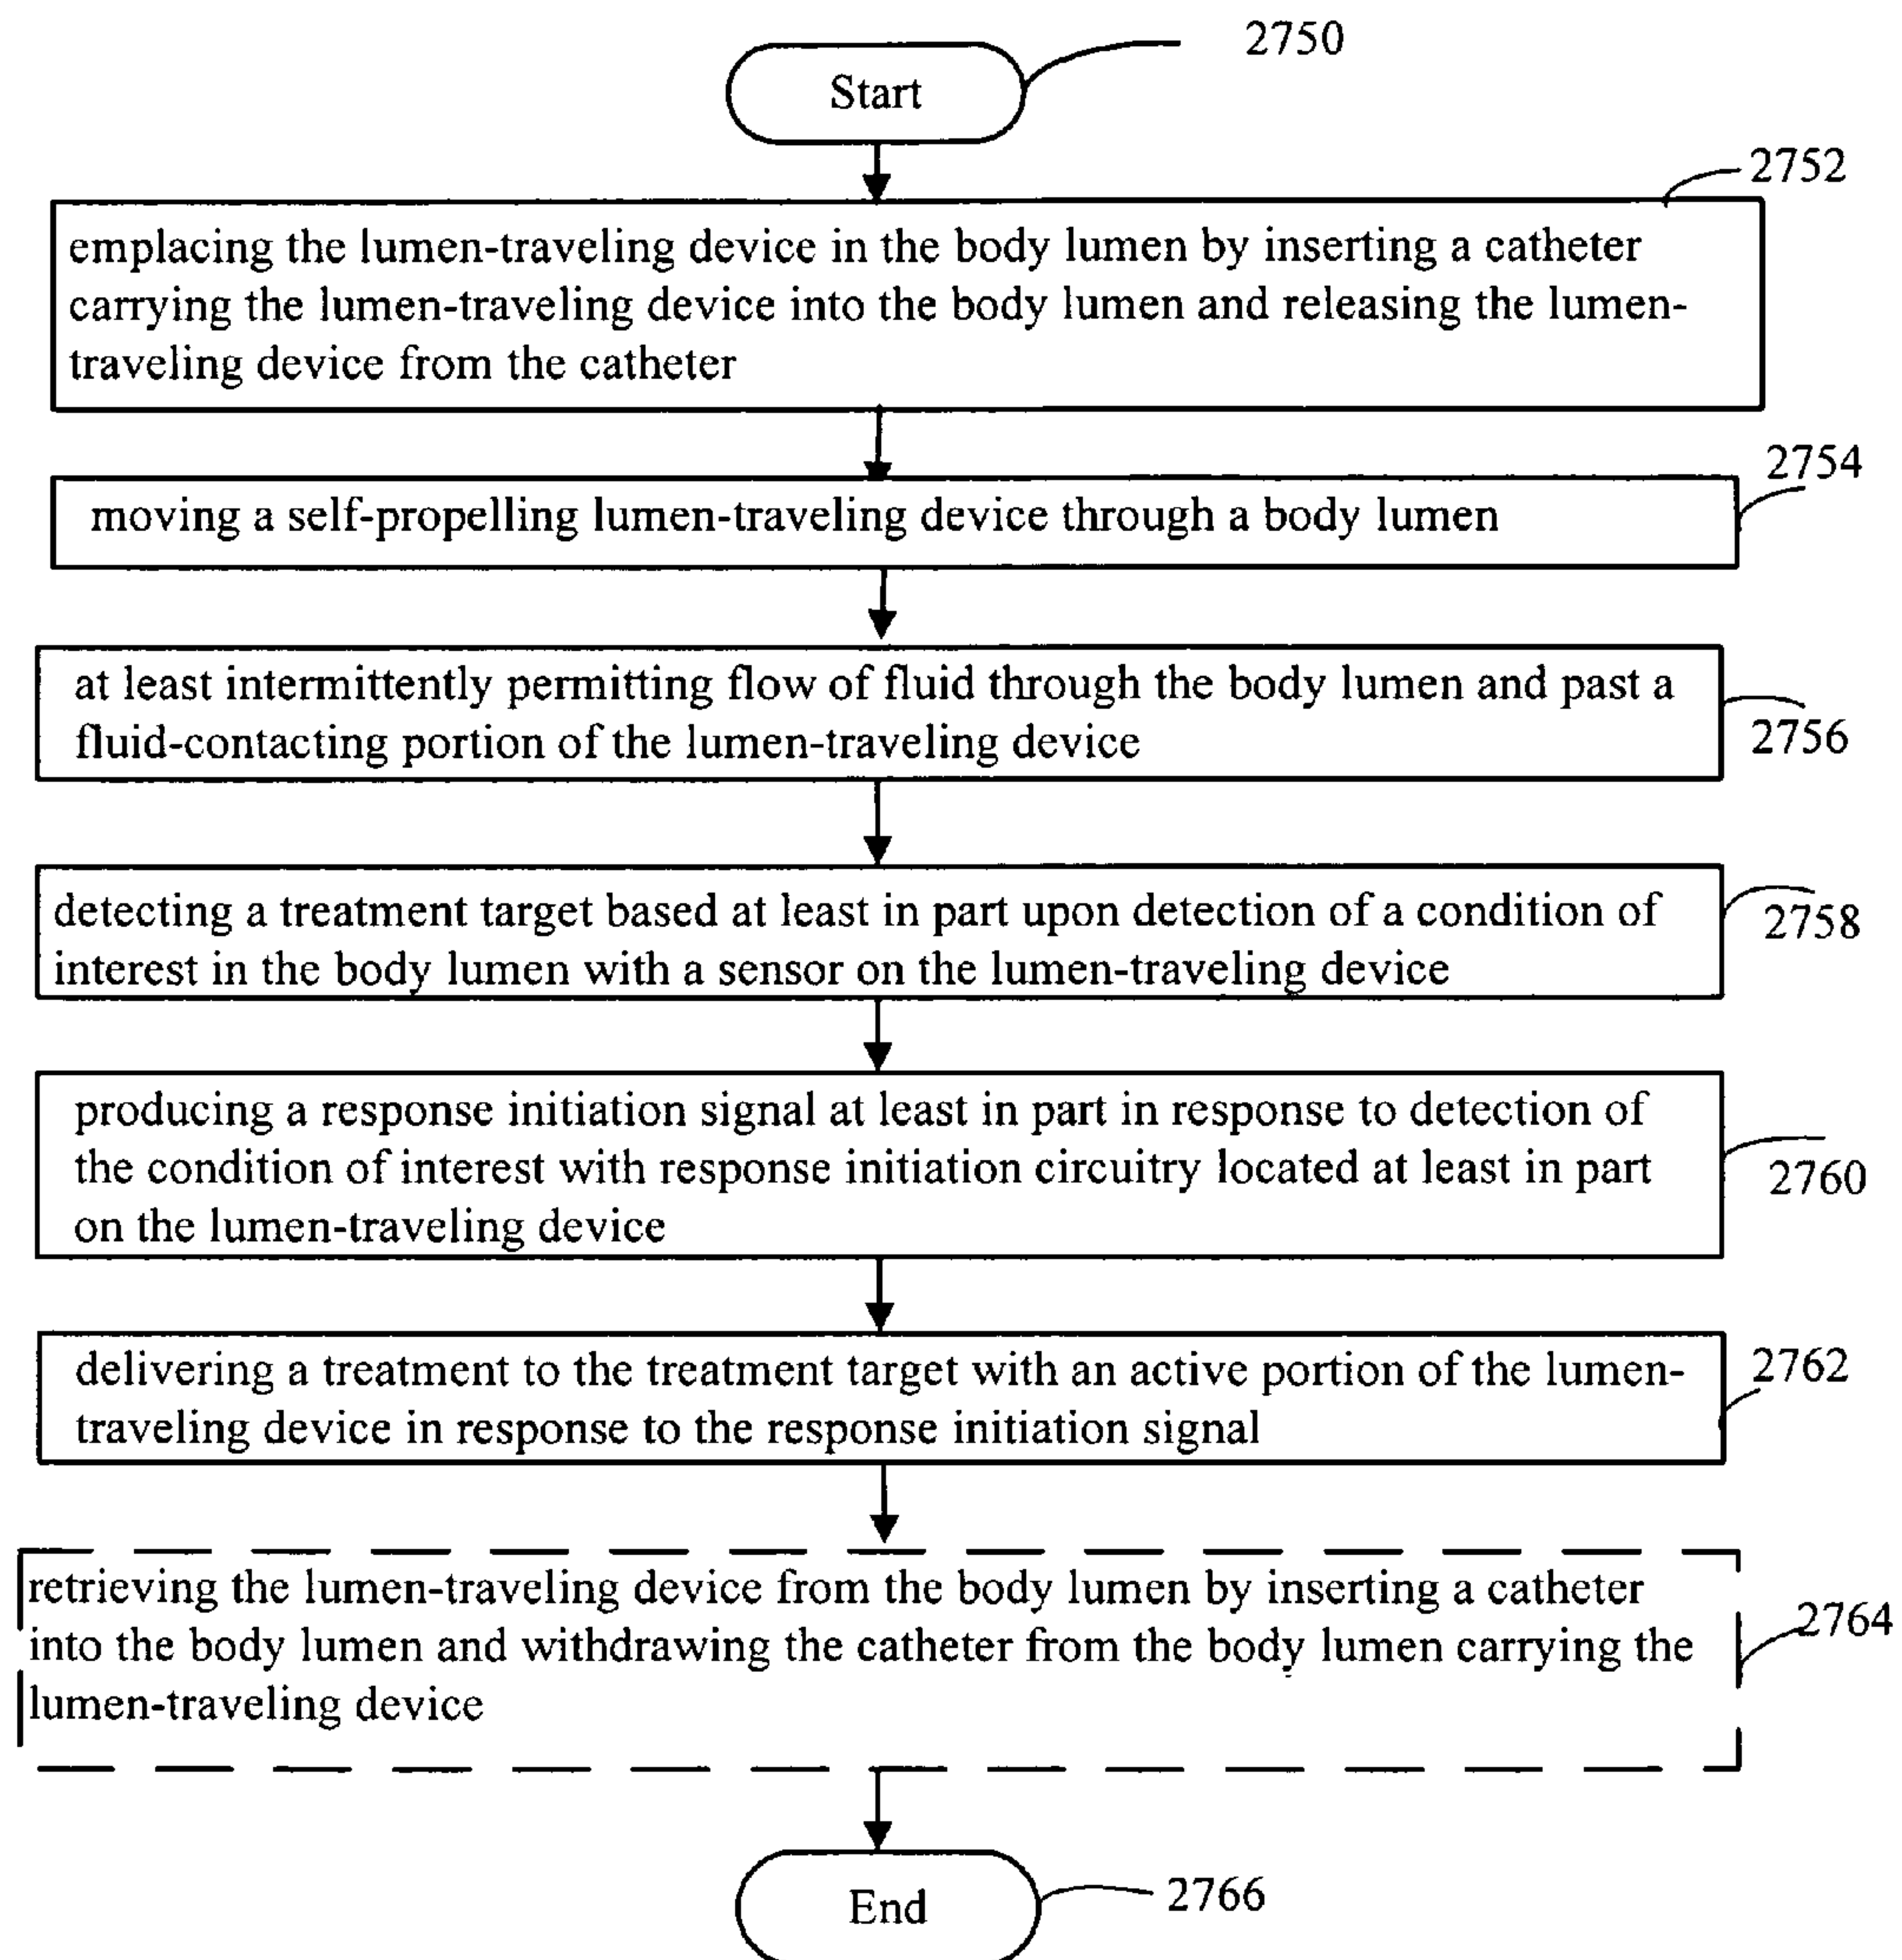 2750
Start
2752
emplacing the lumen-traveling device in the body lumen by inserting a catheter
carrying the lumen-traveling device into the body lumen and releasing the lumen-
traveling device from the catheter
2754
moving a self-propelling lumen-traveling device through a body lumen
at least intermittently permitting flow of fluid through the body lumen and past a
fluid-contacting portion of the lumen-traveling device
2756
detecting a treatment target based at least in part upon detection of a condition of
interest in the body lumen with a sensor on the lumen-traveling device
2758
producing a response initiation signal at least in part in response to detection of
the condition of interest with response initiation circuitry located at least in part
on the lumen-traveling device
2760
delivering a treatment to the treatment target with an active portion of the lumen-
traveling device in response to the response initiation signal
2762
retrieving the lumen-traveling device from the body lumen by inserting a catheter
into the body lumen and withdrawing the catheter from the body lumen carrying the
lumen-traveling device
2764
End
2766